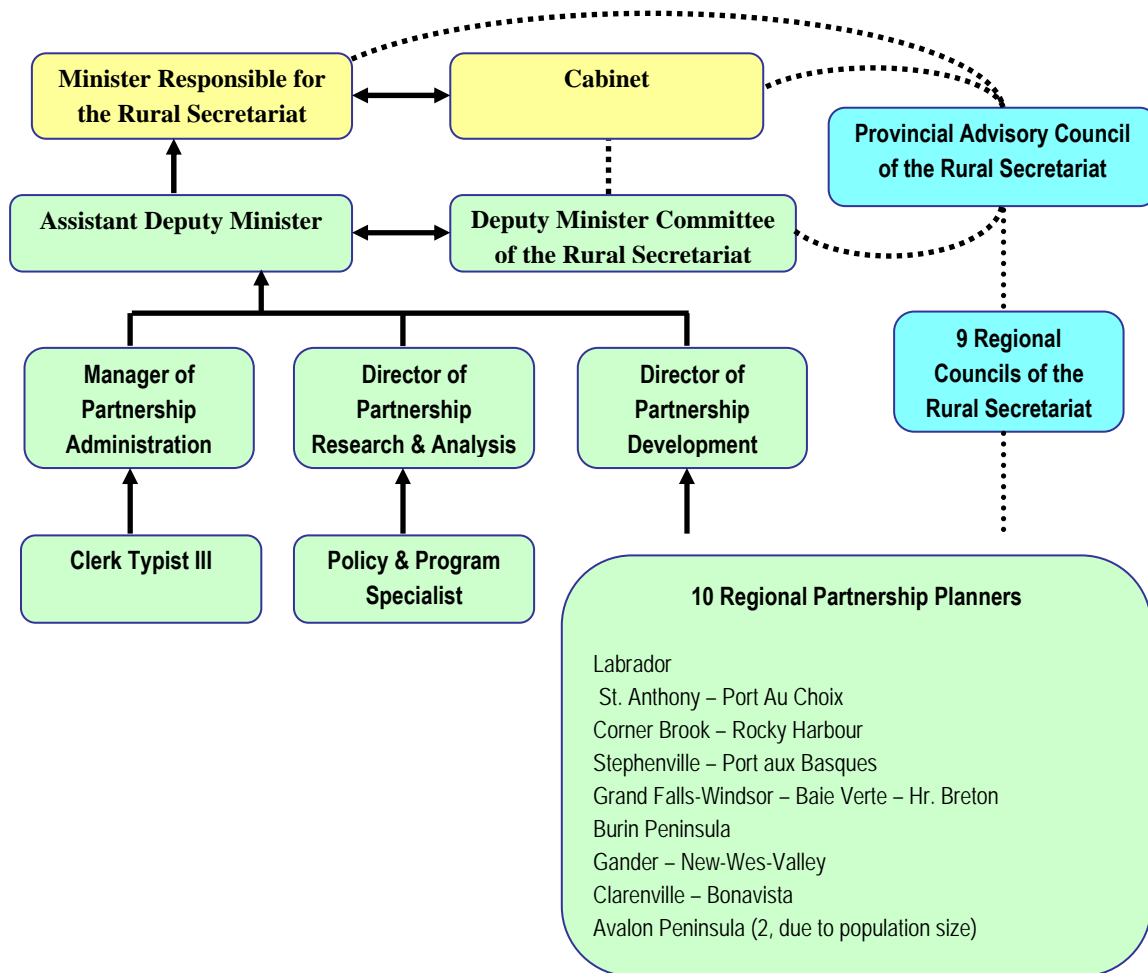 Minister Responsible for
the Rural Secretariat
Cabinet
Provincial Advisory Council
of the Rural Secretariat
Assistant Deputy Minister
Deputy Minister Committee
of the Rural Secretariat
9 Regional
Councils of the
Rural Secretariat
Manager of
Partnership
Administration
Director of
Partnership
Research & Analysis
Director of
Partnership
Development
Clerk Typist III
Policy & Program
Specialist
10 Regional Partnership Planners
Labrador
St. Anthony – Port Au Choix
Corner Brook – Rocky Harbour
Stephenville – Port aux Basques
Grand Falls-Windsor – Baie Verte – Hr. Breton
Burin Peninsula
Gander – New-Wes-Valley
Clarenville – Bonavista
Avalon Peninsula (2, due to population size)